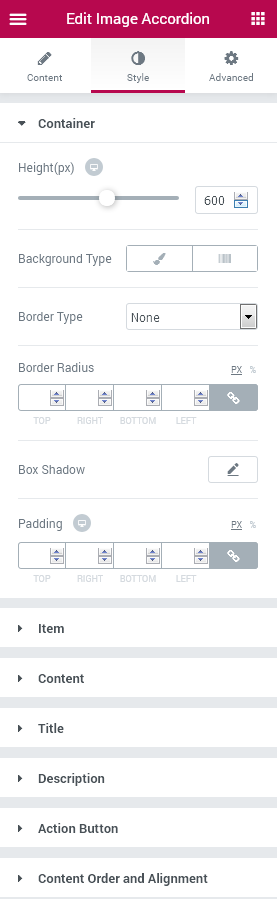 Edit Image Accordion
Content Style Advanced
Container
Height(px)
600
Background Type
Border Type None
Border Radius PX %
TOP RIGHT BOTTOM LEFT
Box Shadow
Padding PX %
TOP RIGHT BOTTOM LEFT
Item
Content
Title
Description
Action Button
Content Order and Alignment